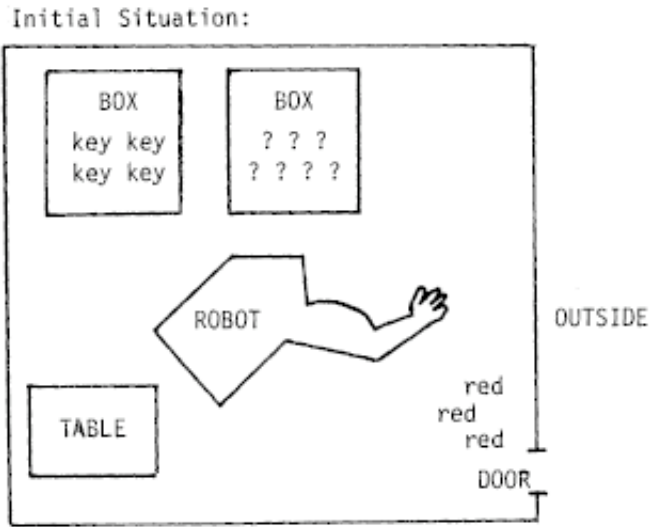 Initial Situation:
BOX
key key
key key
BOX
? ? ?
? ? ? ?
ROBOT
OUTSIDE
red
red
red
TABLE
DOOR